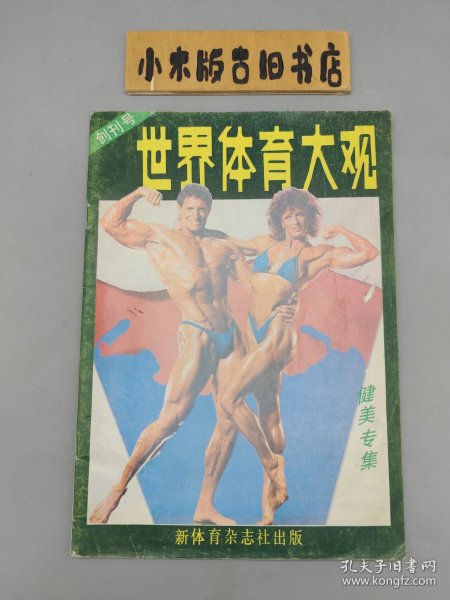 小木版古旧书店
创刊号
世界体育大观
健美专集
新体育杂志社出版
孔夫子旧书网
www.kongfz.com